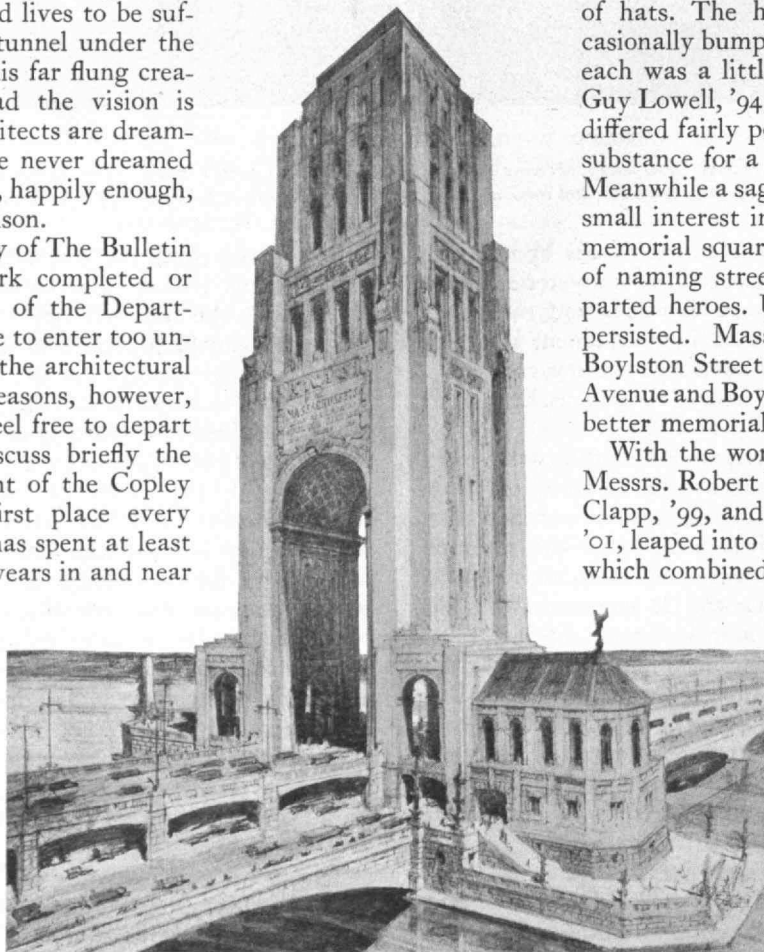 d lives to be suf-
tunnel under the
is far flung crea-
ad the vision is
itects are dream-
e never dreamed
, happily enough,
son.
y of The Bulletin
rk completed or
of the Depart-
e to enter too un-
the architectural
easons, however,
eel free to depart
scuss briefly the
nt of the Copley
irst place every
has spent at least
years in and near
MASSACHUSETTS
of hats. The h
casionally bump
each was a little
Guy Lowell, '94
differed fairly po
substance for a
Meanwhile a sag
small interest in
memorial squar
of naming stree
parted heroes. U
persisted. Mass
Boylston Street
Avenue and Boy
better memorial
With the wor
Messrs. Robert
Clapp, '99, and
'01, leaped into
which combined